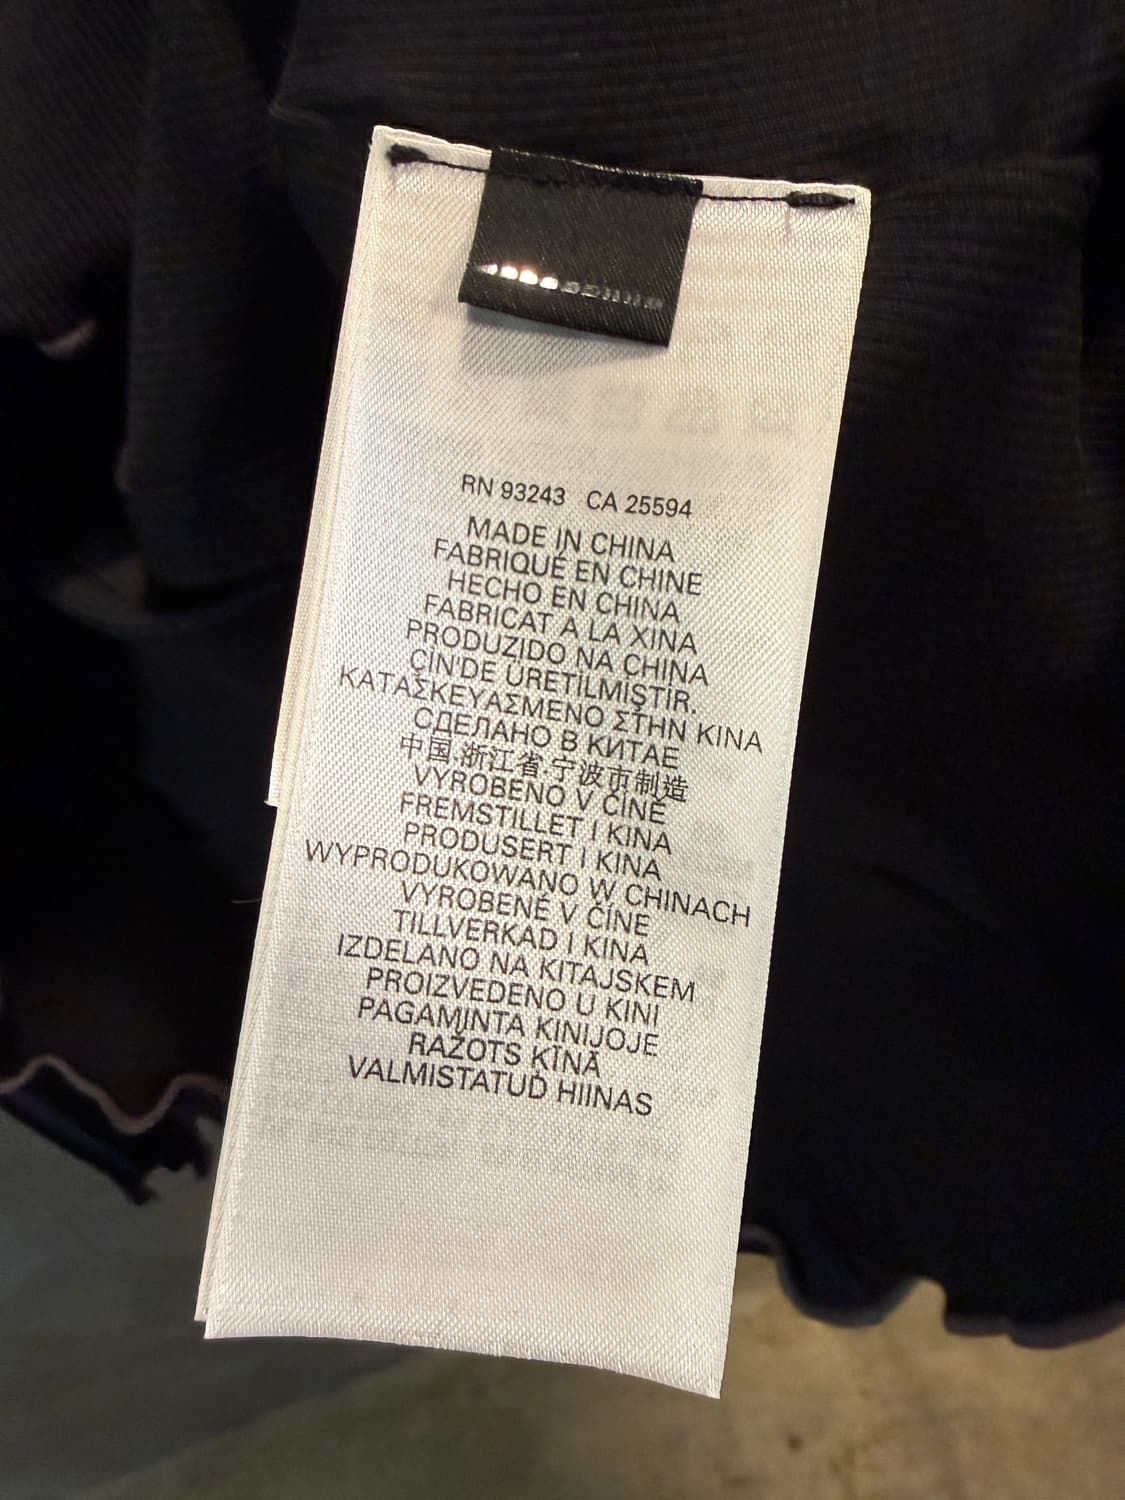 RN 93243 CA 25594
MADE IN CHINA
FABRIQUÉ EN CHINE
HECHO EN CHINA
FABRICAT A LA XINA
PRODUZIDO NA CHINA
ÇIN'DE ÜRETİLMİŞTİR.
ΚΑΤΑΣΚΕΥΑΣΜΕΝΟ ΣΤΗΝ ΚΙΝΑ
СДЕЛАНО В КИТАЕ
中国.浙江省.宁波市制造
VYROBENO V ČÍNĚ
FREMSTILLET I KINA
PRODUSERT I KINA
WYPRODUKOWANO W CHINACH
VYROBENÉ V ČÍNE
TILLVERKAD I KINA
IZDELANO NA KITAJSKEM
PROIZVEDENO U KINI
PAGAMINTA KINIJOJE
RAŽOTS ĶĪNĀ
VALMISTATUD HIINAS